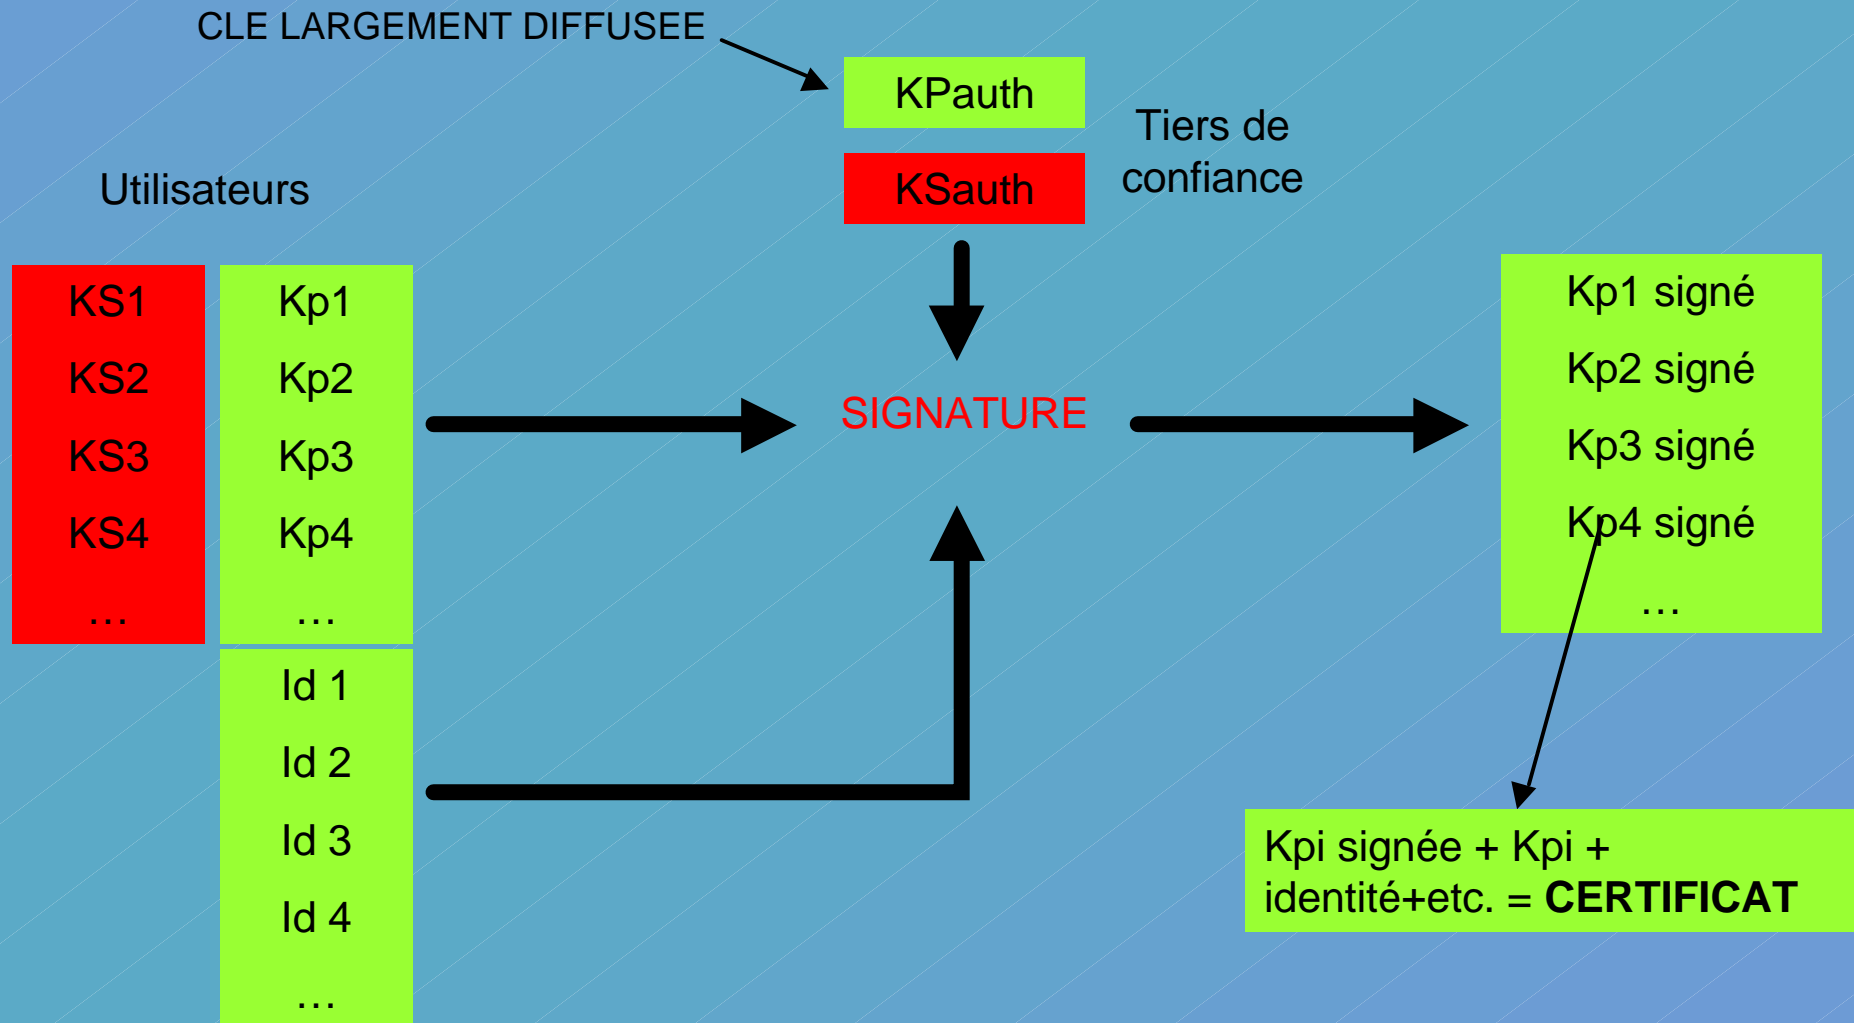 CLE LARGEMENT DIFFUSEE
KPauth
KSauth
Tiers de
confiance
Utilisateurs
KS1
KS2
KS3
KS4
…
Kp1
Kp2
Kp3
Kp4
…
Id 1
Id 2
Id 3
Id 4
…
SIGNATURE
Kp1 signé
Kp2 signé
Kp3 signé
Kp4 signé
…
Kpi signée + Kpi +
identité+etc. = CERTIFICAT